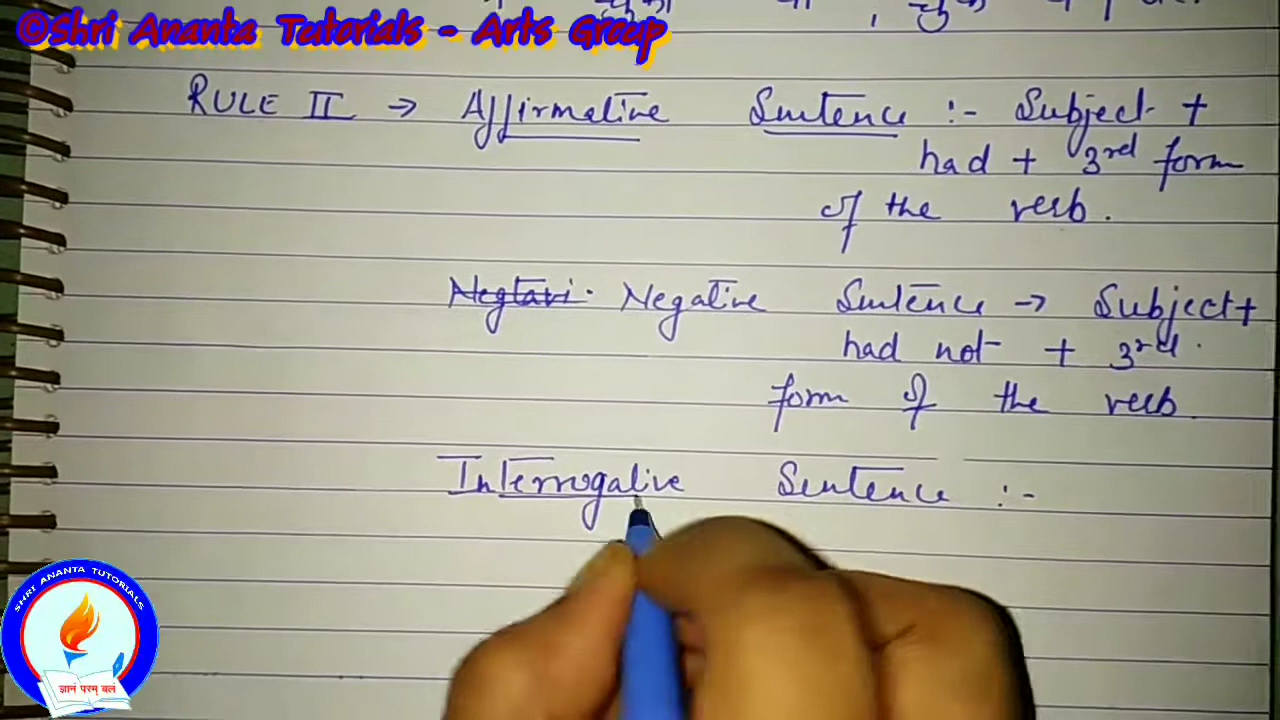 ©Shri Ananta Tutorials - Arts Group
RULE II → Affirmative Sentence :- Subject +
had + 3rd form
of the verb.
Negtavi. Negative Sentence → Subject +
had not + 3rd.
form of the verb.
Interrogative Sentence :-
SHRI ANANTA TUTORIALS
ज्ञानं परम् बलं